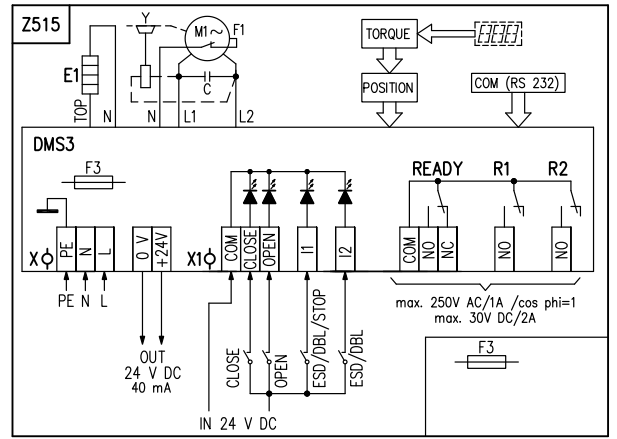 Z515
Y
M1~
F1
E1
C
TOP
N
N
L1
L2
TORQUE
POSITION
COM (RS 232)
DMS3
F3
READY
R1
R2
X
PE
N
L
0 V
+24V
X1
COM
CLOSE
OPEN
I1
I2
COM
NO
NC
NO
NO
PE N L
max. 250V AC/1A /cos phi=1
max. 30V DC/2A
OUT
24 V DC
40 mA
CLOSE
OPEN
ESD/DBL/STOP
ESD/DBL
IN 24 V DC
F3